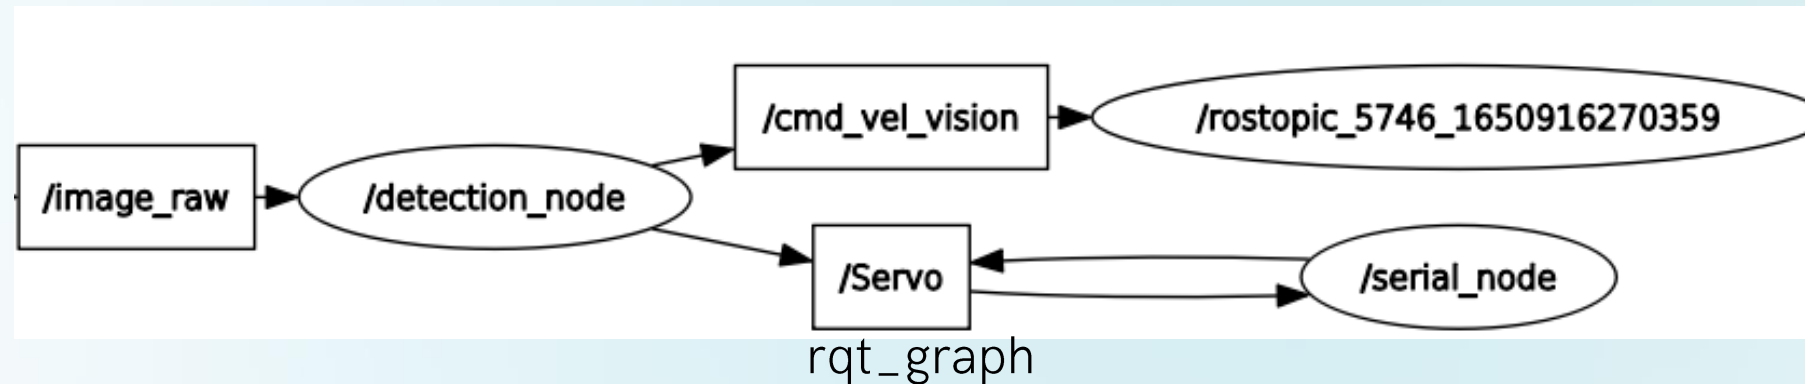 /cmd_vel_vision
/rostopic_5746_1650916270359
/image_raw
/detection_node
/Servo
/serial_node
rqt_graph